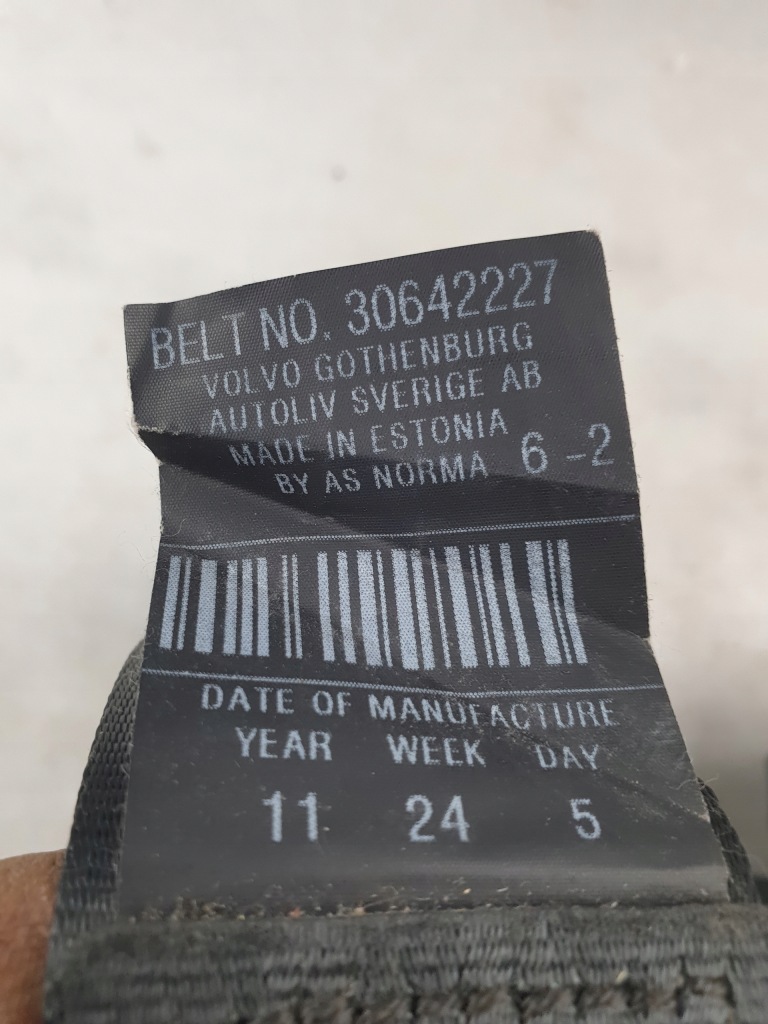 BELT NO. 30642227
VOLVO GOTHENBURG
AUTOLIV SVERIGE AB
MADE IN ESTONIA
BY AS NORMA 6 -2
DATE OF MANUFACTURE
YEAR WEEK DAY
11 24 5